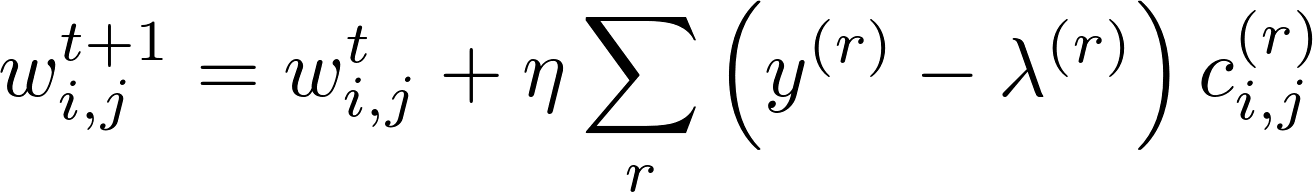 w_{i,j}^{t+1} = w_{i,j}^{t} + \eta \sum_{r} \left( y^{(r)} - \lambda^{(r)} \right) c_{i,j}^{(r)}